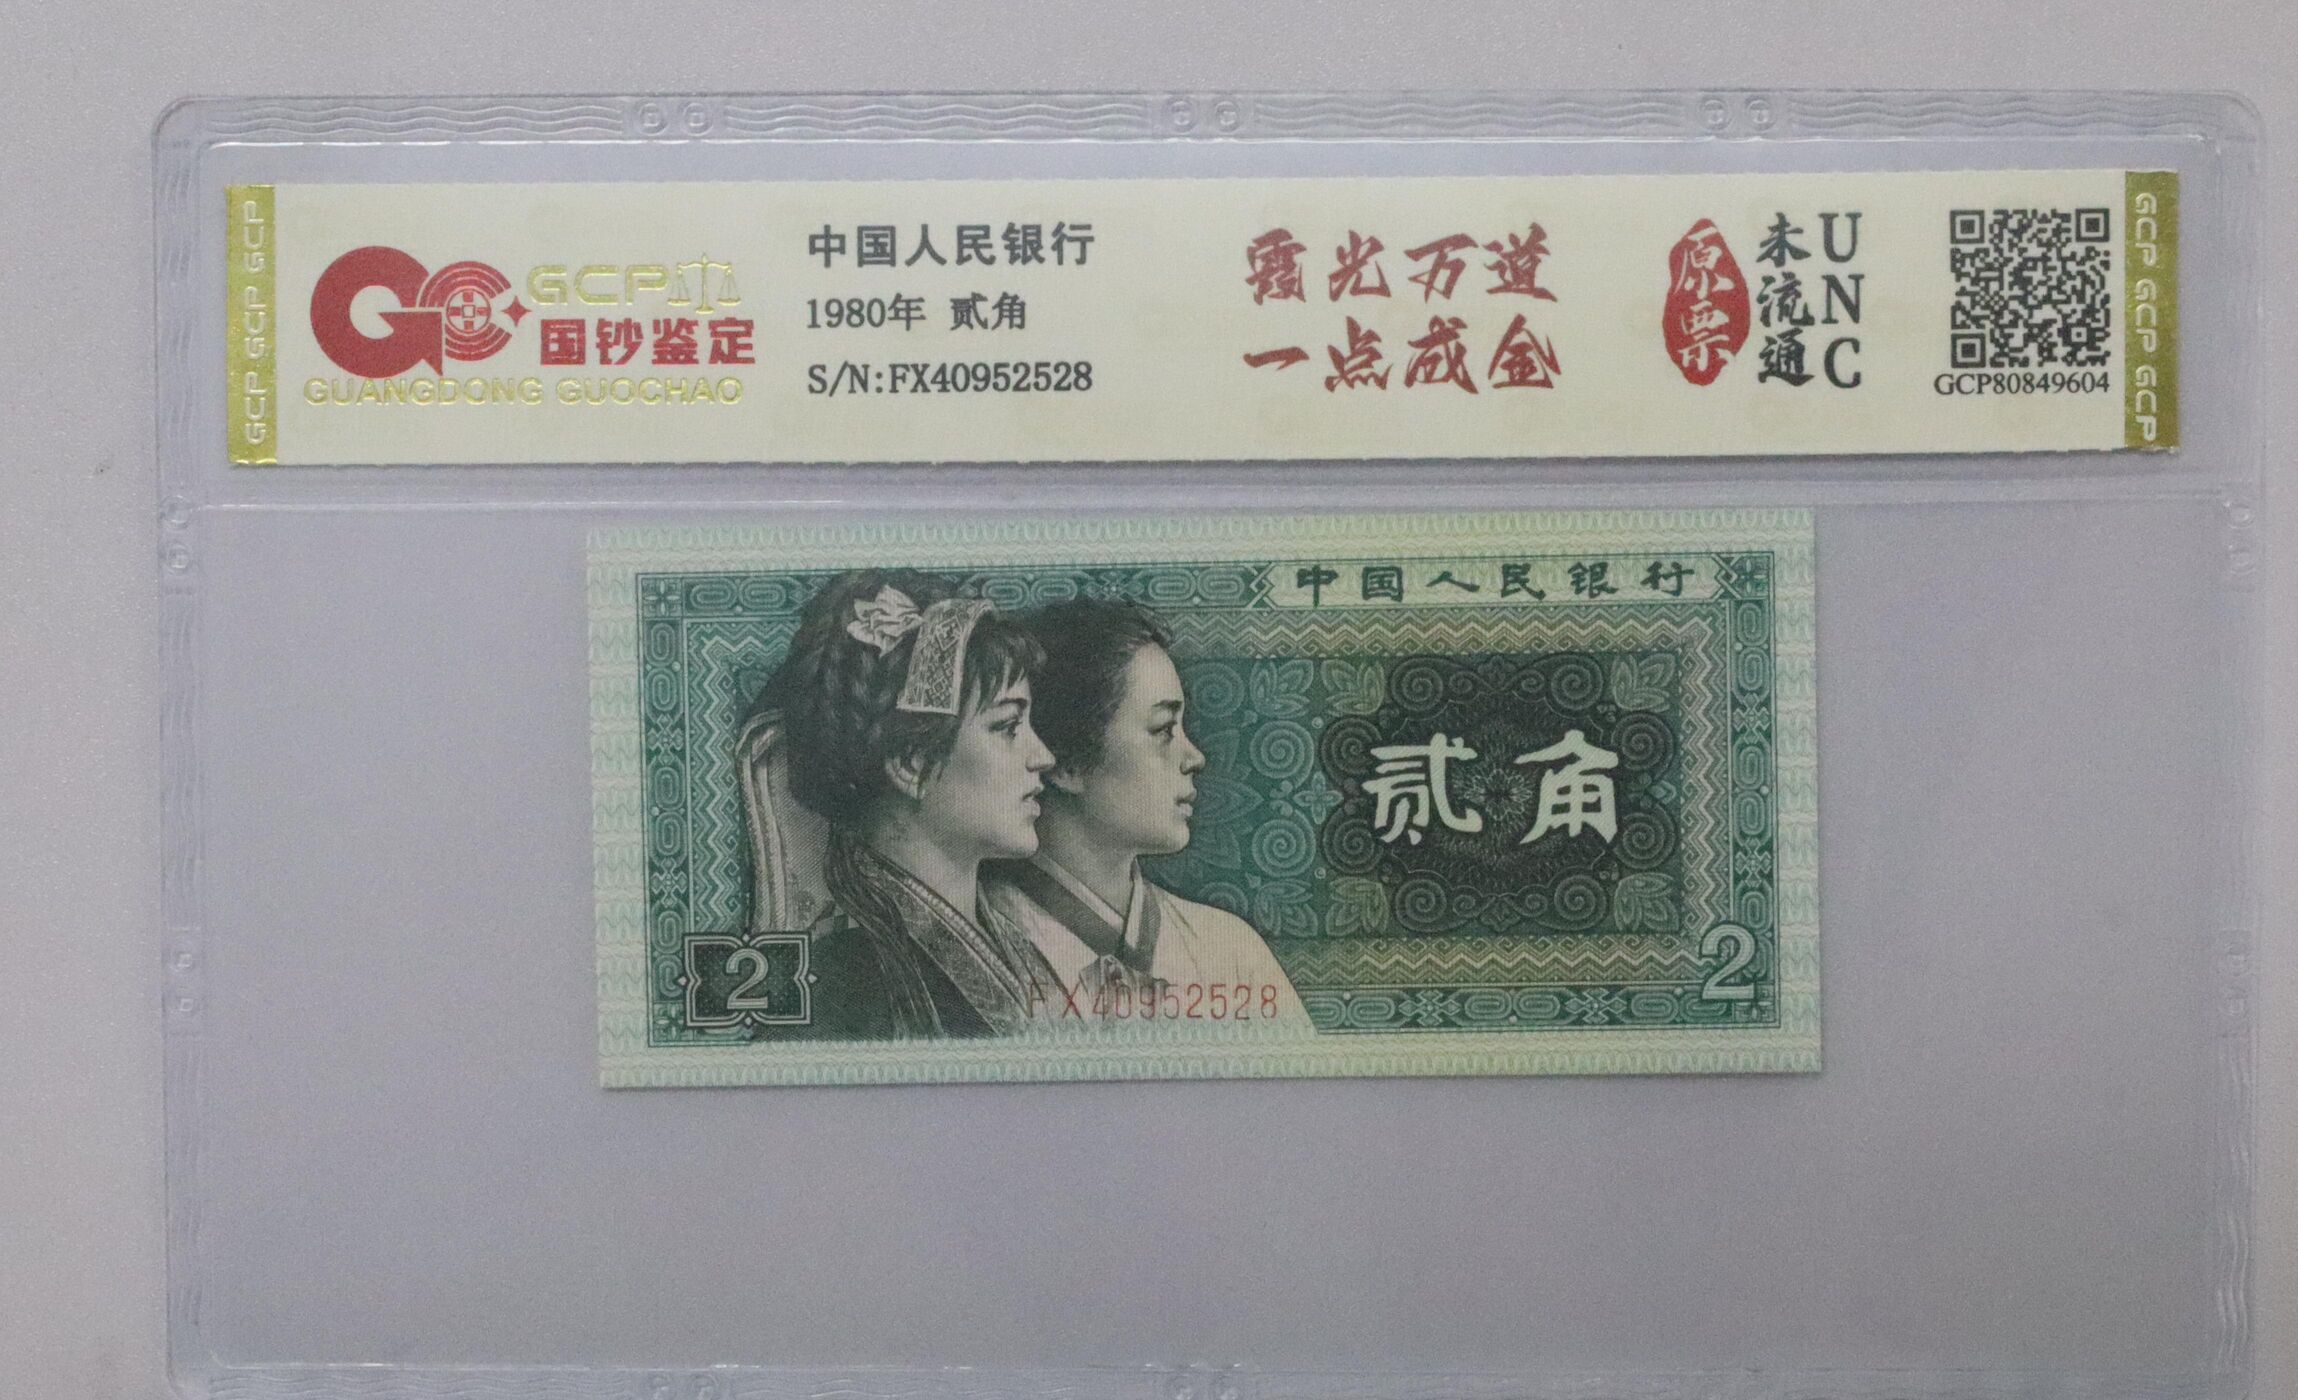 GCP GCP GCP GCP
GCP
国钞鉴定
GUANGDONG GUOCHAO
中国人民银行
1980年 贰角
S/N:FX40952528
霞光万道
一点成金
原票
未流通
UNC
GCP80849604
GCP GCP GCP GCP
中国人民银行
贰角
2
FX40952528
2